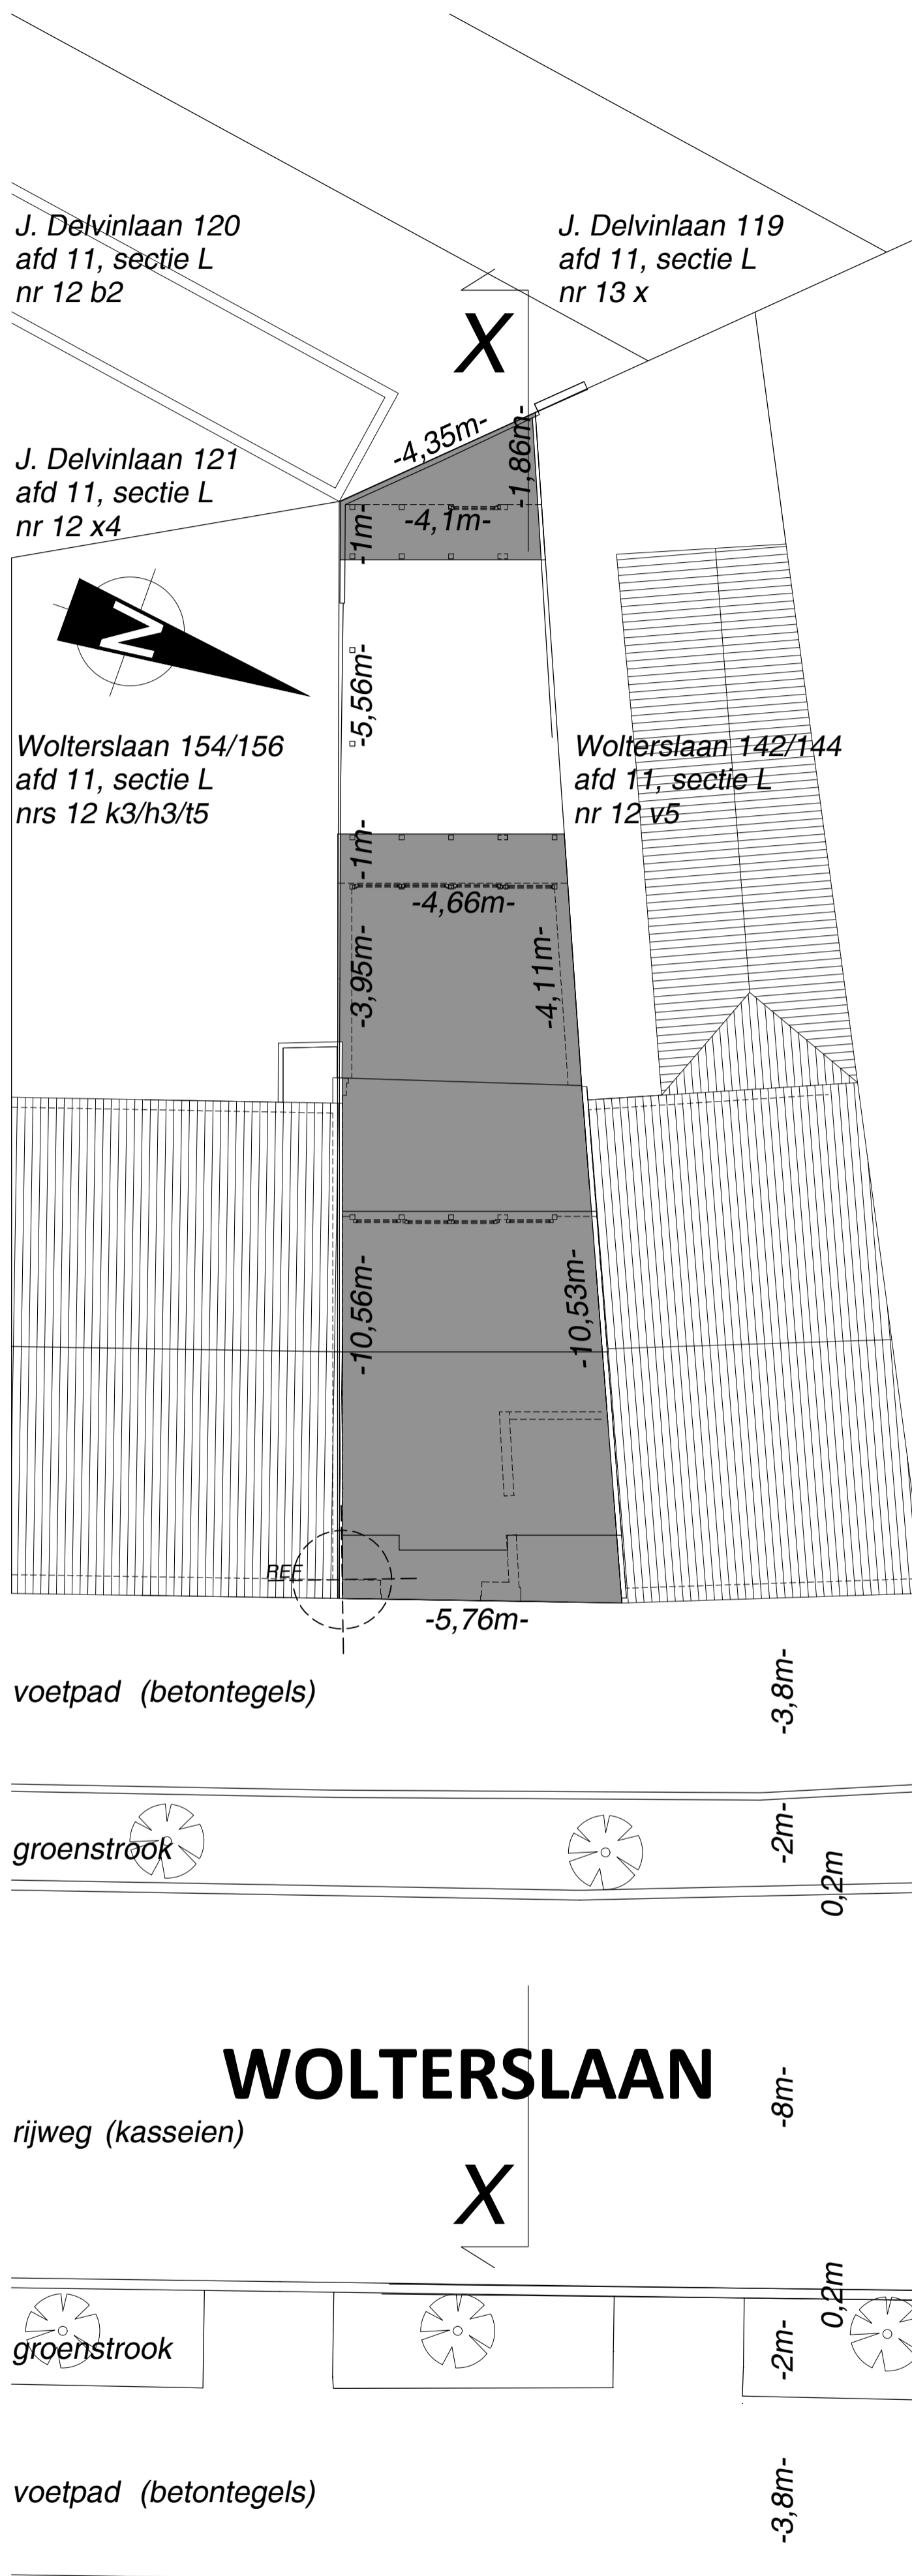 J. Delvinlaan 120
afd 11, sectie L
nr 12 b2
J. Delvinlaan 119
afd 11, sectie L
nr 13 x
X
-4,35m-
-1,86m-
J. Delvinlaan 121
afd 11, sectie L
nr 12 x4
-4,1m-
-1m-
N
-5,56m-
Wolterslaan 154/156
afd 11, sectie L
nrs 12 k3/h3/t5
Wolterslaan 142/144
afd 11, sectie L
nr 12 v5
-1m-
-4,66m-
-3,95m-
-4,11m-
-10,56m-
-10,53m-
REF
-5,76m-
voetpad (betontegels)
-3,8m-
groenstrook
-2m-
0,2m
WOLTERSLAAN
rijweg (kasseien)
-8m-
X
0,2m
groenstrook
-2m-
voetpad (betontegels)
-3,8m-